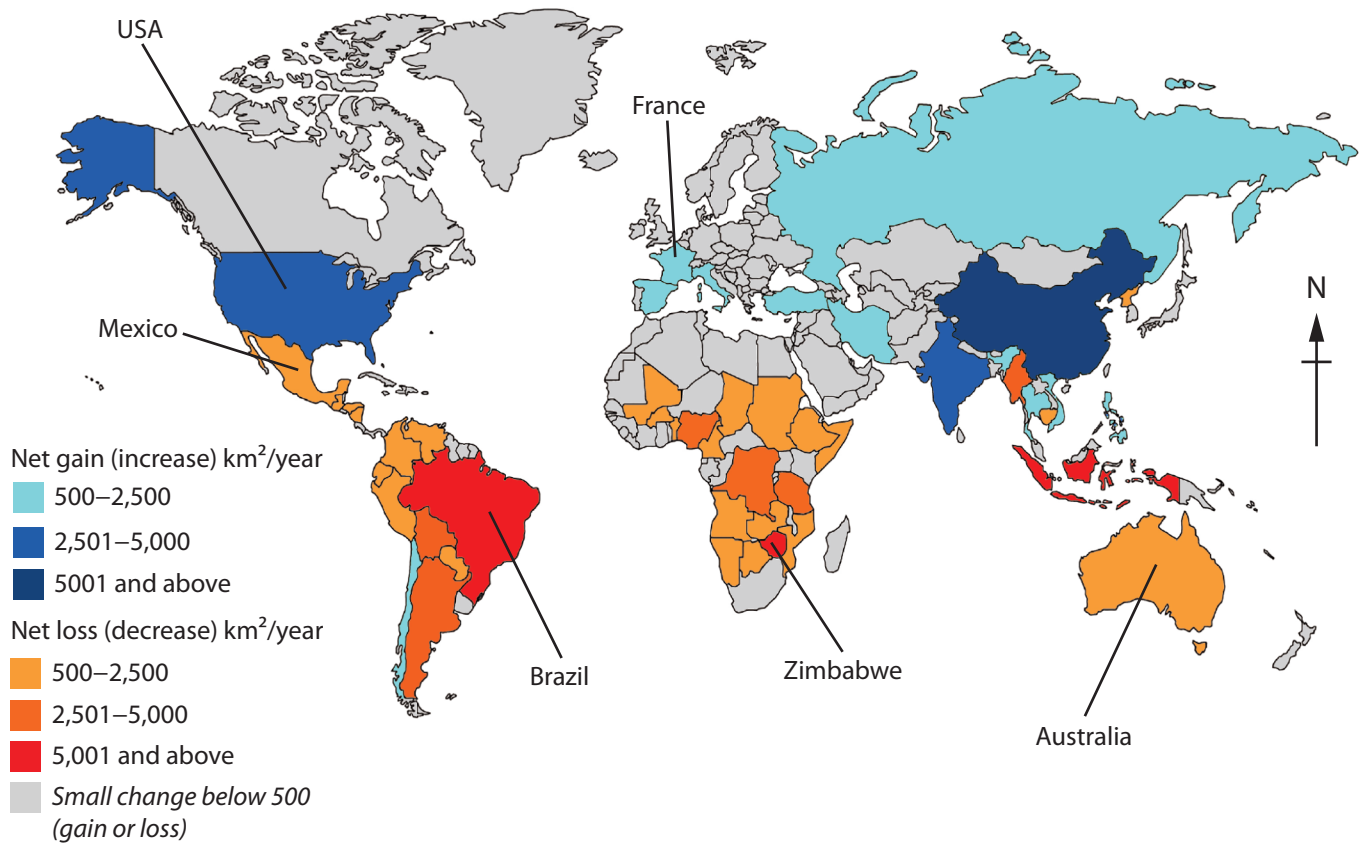 USA
France
N
Mexico
Net gain (increase) km²/year
500–2,500
2,501–5,000
5001 and above
Net loss (decrease) km²/year
500–2,500
2,501–5,000
5,001 and above
Small change below 500
(gain or loss)
Brazil
Zimbabwe
Australia